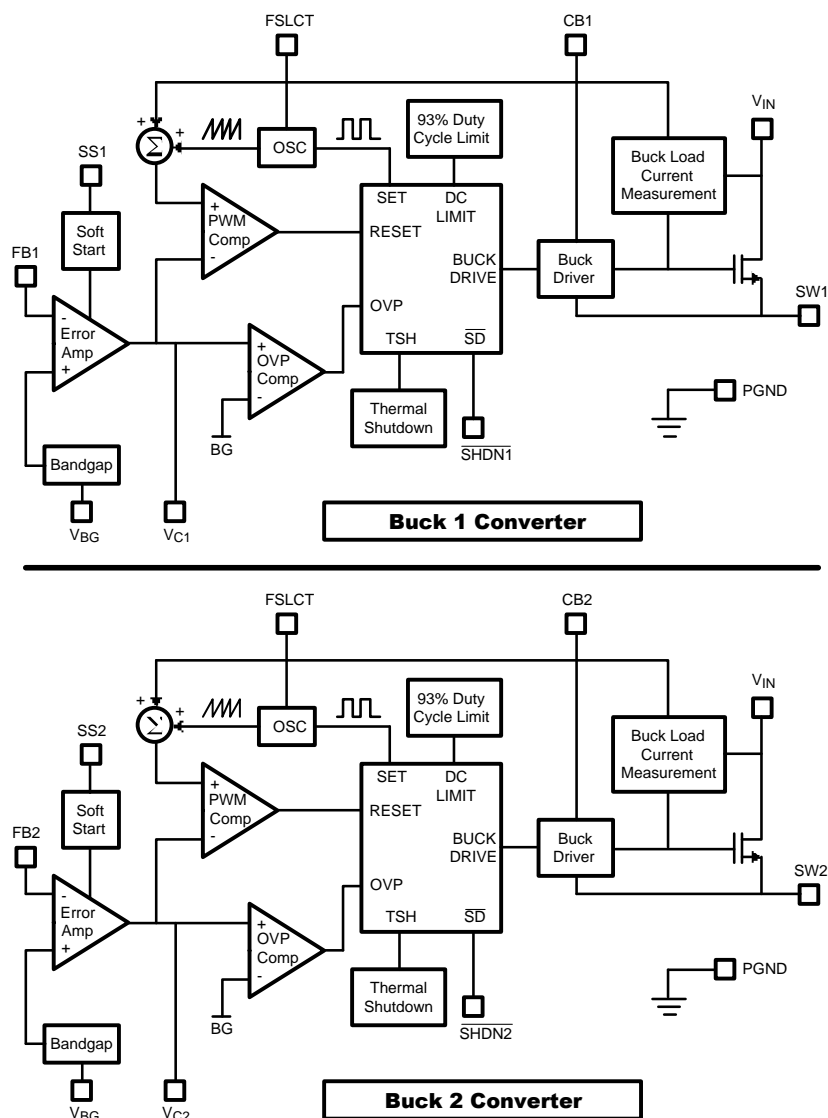 FSLCT
CB1
VIN
+
+
Σ
OSC
93% Duty
Cycle Limit
Buck Load
Current
Measurement
SS1
Soft
Start
FB1
+
PWM
Comp
-
SET
DC
LIMIT
RESET
BUCK
DRIVE
OVP
TSH
SD
Buck
Driver
SW1
-
Error
Amp
+
+
OVP
Comp
-
BG
Thermal
Shutdown
SHDN1
PGND
Bandgap
VBG
VC1
Buck 1 Converter
FSLCT
CB2
VIN
+
+
Σ
OSC
93% Duty
Cycle Limit
Buck Load
Current
Measurement
SS2
Soft
Start
FB2
+
PWM
Comp
-
SET
DC
LIMIT
RESET
BUCK
DRIVE
OVP
TSH
SD
Buck
Driver
SW2
-
Error
Amp
+
+
OVP
Comp
-
BG
Thermal
Shutdown
SHDN2
PGND
Bandgap
VBG
VC2
Buck 2 Converter